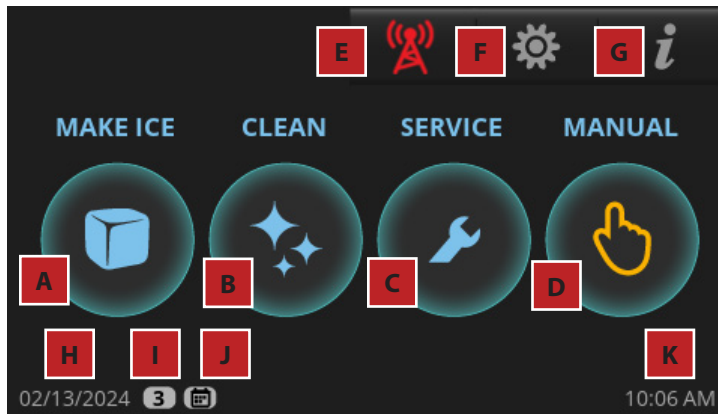 E F G i
MAKE ICE CLEAN SERVICE MANUAL
A B C D
H I J K
02/13/2024 3 10:06 AM